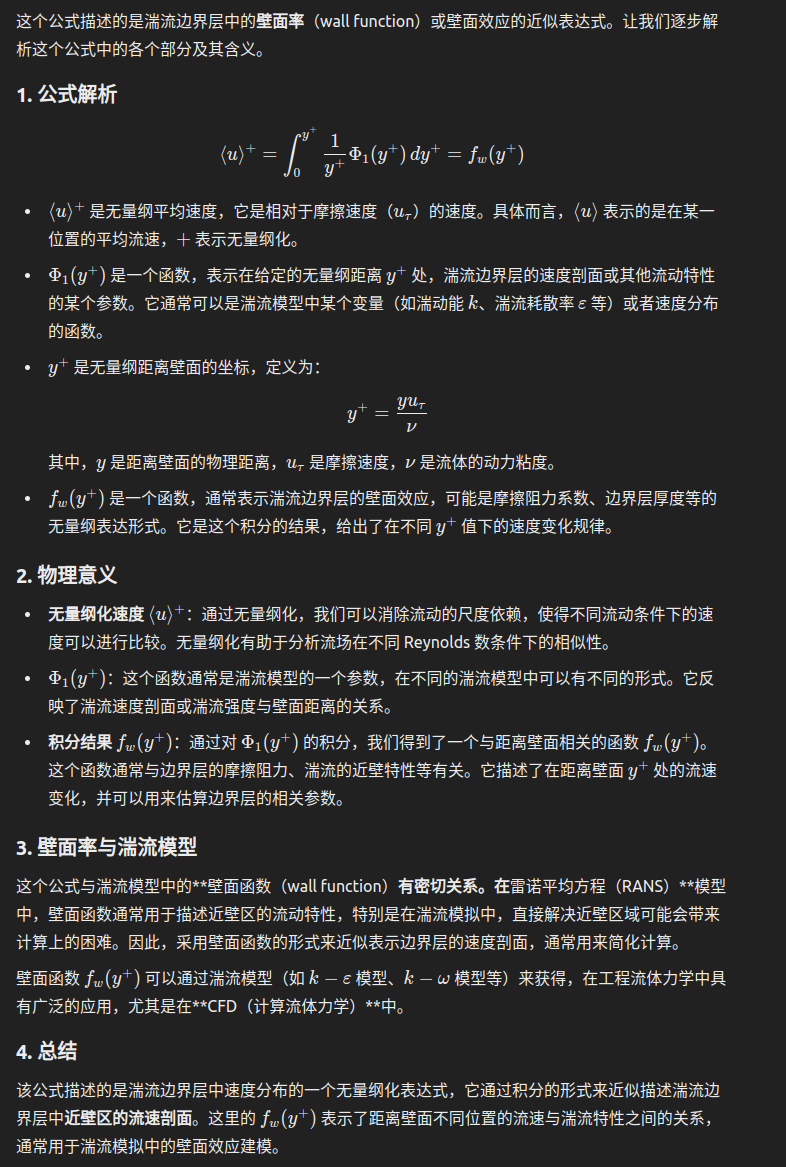 这个公式描述的是湍流边界层中的壁面率（wall function）或壁面效应的近似表达式。让我们逐步解
析这个公式中的各个部分及其含义。
1. 公式解析
⟨u⟩⁺ = ∫₀^{y⁺} 1/y⁺ Φ₁(y⁺) dy⁺ = f_w(y⁺)
• ⟨u⟩⁺ 是无量纲平均速度，它是相对于摩擦速度（u_τ）的速度。具体而言，⟨u⟩ 表示的是在某一
位置的平均流速，+ 表示无量纲化。
• Φ₁(y⁺) 是一个函数，表示在给定的无量纲距离 y⁺ 处，湍流边界层的速度剖面或其他流动特性
的某个参数。它通常可以是湍流模型中某个变量（如湍动能 k、湍流耗散率 ε 等）或者速度分布
的函数。
• y⁺ 是无量纲距离壁面的坐标，定义为：
y⁺ = yu_τ/ν
其中，y 是距离壁面的物理距离，u_τ 是摩擦速度，ν 是流体的动力粘度。
• f_w(y⁺) 是一个函数，通常表示湍流边界层的壁面效应，可能是摩擦阻力系数、边界层厚度等的
无量纲表达形式。它是这个积分的结果，给出了在不同 y⁺ 值下的速度变化规律。
2. 物理意义
• 无量纲化速度 ⟨u⟩⁺：通过无量纲化，我们可以消除流动的尺度依赖，使得不同流动条件下的速
度可以进行比较。无量纲化有助于分析流场在不同 Reynolds 数条件下的相似性。
• Φ₁(y⁺)：这个函数通常是湍流模型的一个参数，在不同的湍流模型中可以有不同的形式。它反
映了湍流速度剖面或湍流强度与壁面距离的关系。
• 积分结果 f_w(y⁺)：通过对 Φ₁(y⁺) 的积分，我们得到了一个与距离壁面相关的函数 f_w(y⁺)。
这个函数通常与边界层的摩擦阻力、湍流的近壁特性等有关。它描述了在距离壁面 y⁺ 处的流速
变化，并可以用来估算边界层的相关参数。
3. 壁面率与湍流模型
这个公式与湍流模型中的**壁面函数（wall function）有密切关系。在雷诺平均方程（RANS）**模型
中，壁面函数通常用于描述近壁区的流动特性，特别是在湍流模拟中，直接解决近壁区域可能会带来
计算上的困难。因此，采用壁面函数的形式来近似表示边界层的速度剖面，通常用来简化计算。
壁面函数 f_w(y⁺) 可以通过湍流模型（如 k − ε 模型、k − ω 模型等）来获得，在工程流体力学中具
有广泛的应用，尤其是在**CFD（计算流体力学）**中。
4. 总结
该公式描述的是湍流边界层中速度分布的一个无量纲化表达式，它通过积分的形式来近似描述湍流边
界层中近壁区的流速剖面。这里的 f_w(y⁺) 表示了距离壁面不同位置的流速与湍流特性之间的关系，
通常用于湍流模拟中的壁面效应建模。